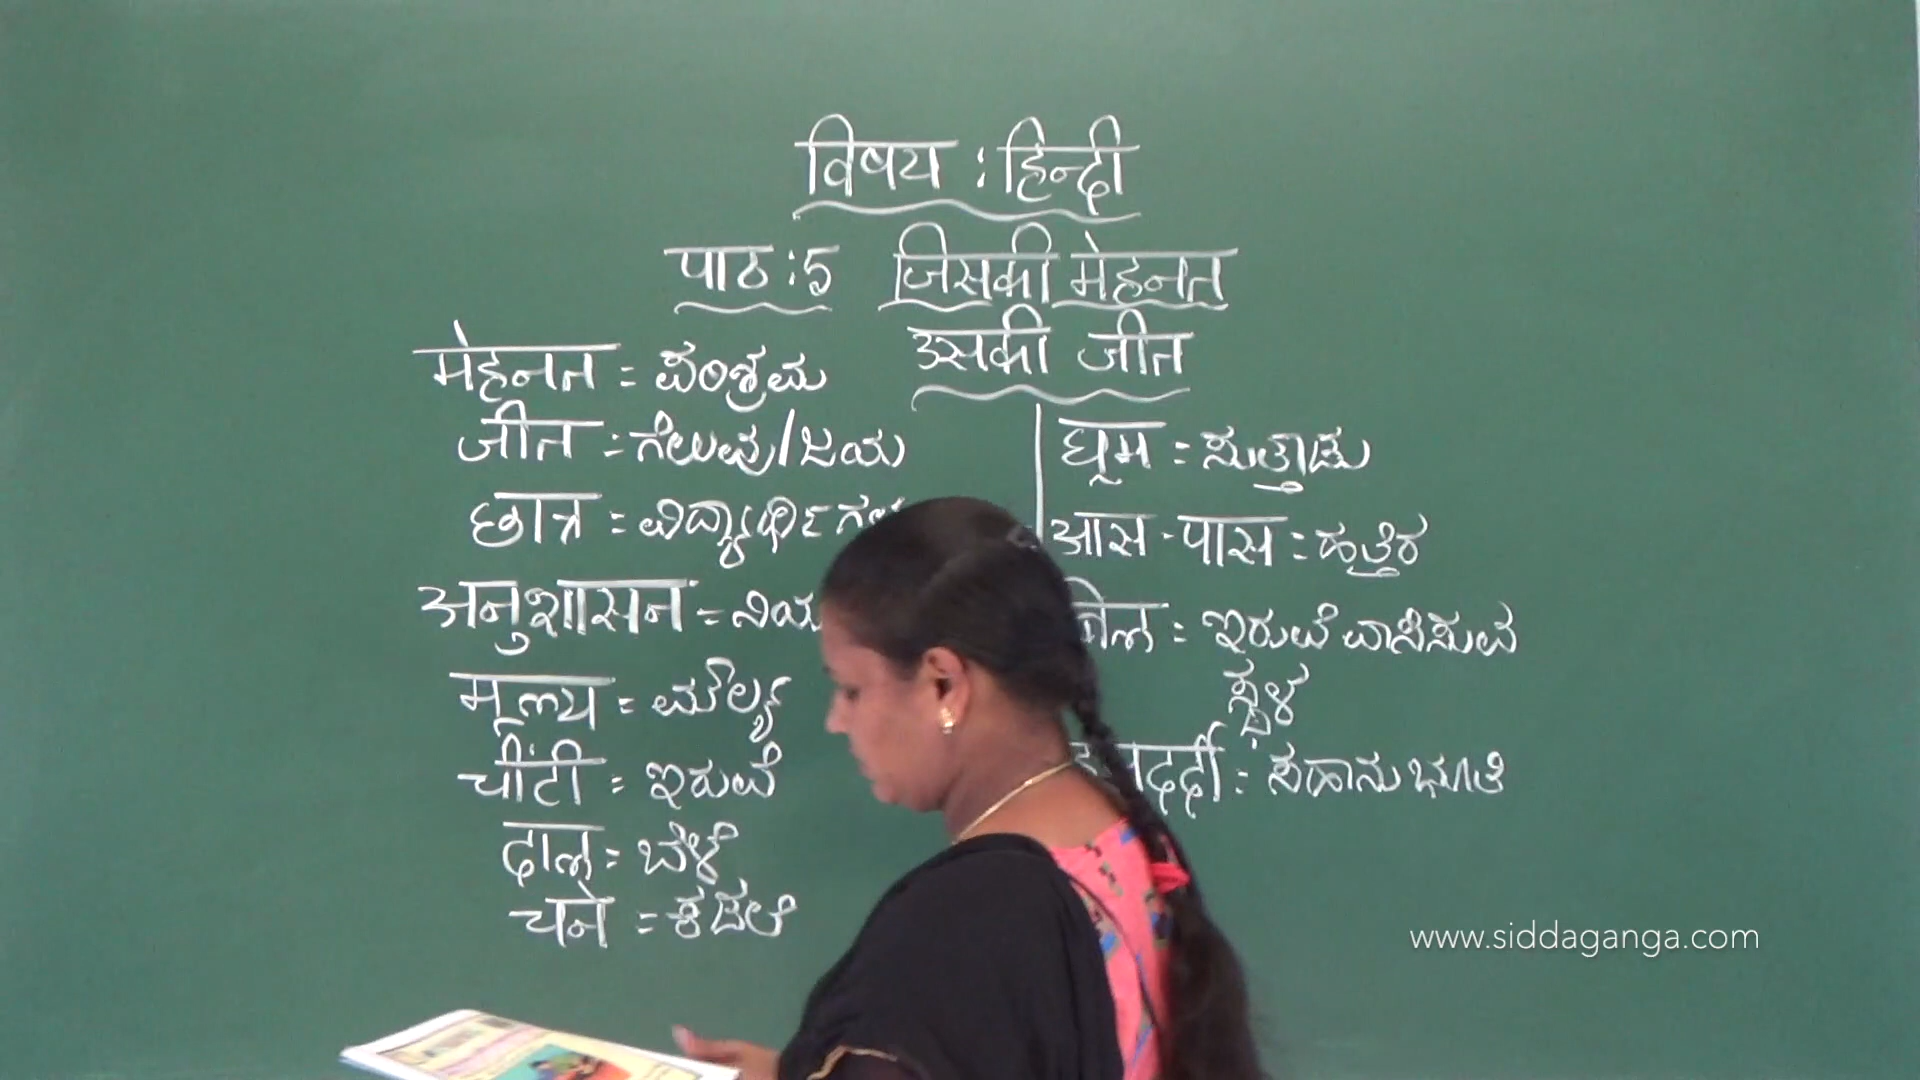 विषय : हिन्दी
पाठ : 5 जिसकी मेहनत
उसकी जीत
मेहनत = ಪರಿಶ್ರಮ
जीत = ಗೆಲುವು/ಜಯ
छात्र = ವಿದ್ಯಾರ್ಥಿಗಳು
अनुशासन =
मूल्य = ಮೌಲ್ಯ
चींटी = ಇರುವೆ
दाल = ಬೇಳೆ
चने = ಕಡಲೆ
घूम = ಸುತ್ತಾಡು
आस-पास = ಹತ್ತಿರ
= ಇರುವೆ ವಾಸಿಸುವ
ಸ್ಥಳ
= ಸಹಾನುಭೂತಿ
www.siddaganga.com